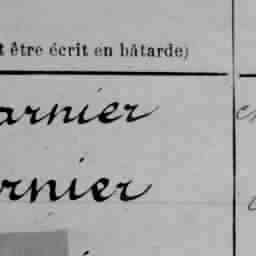 t être écrit en bâtarde)
arnier
rnier